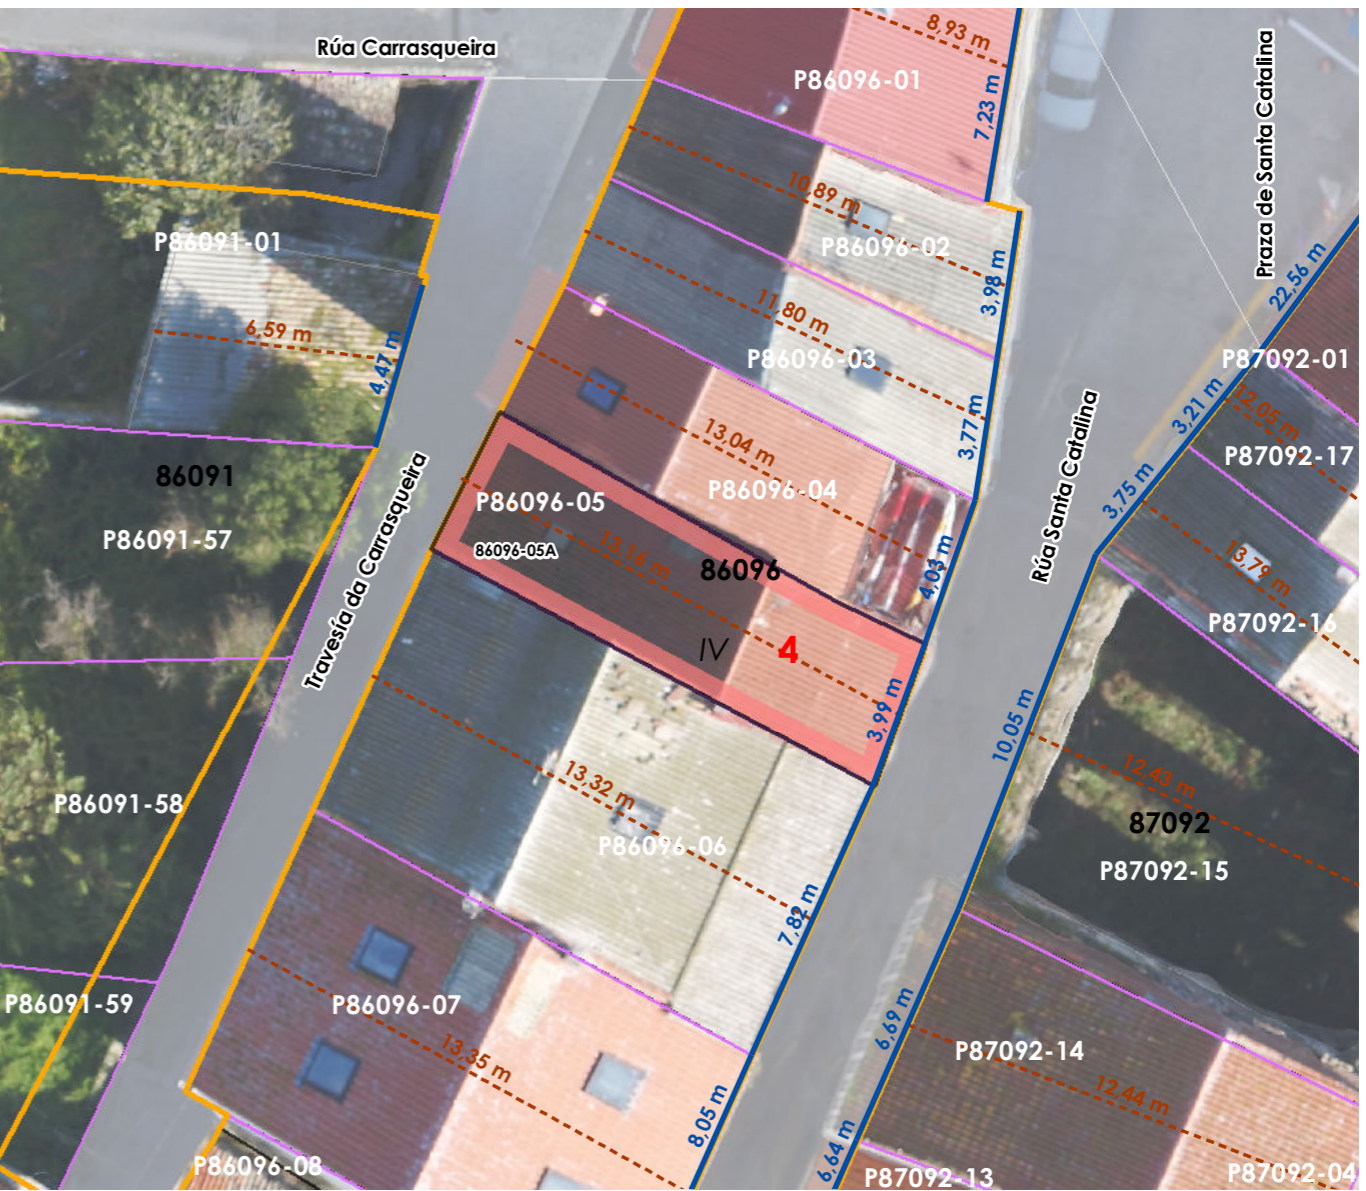 8,93 m
Rúa Carrasqueira
P86096-01
7,23 m
Praza de Santa Catalina
10,89 m
P86091-01
P86096-02
3,98 m
22,56 m
11,80 m
6,59 m
4,47 m
P86096-03
P87092-01
3,21 m
12,05 m
3,77 m
13,04 m
P87092-17
86091
P86096-04
3,75 m
P86096-05
Rúa Santa Catalina
P86091-57
86096-05A
13,16 m
86096
4,03 m
13,79 m
Travesía da Carrasqueira
P87092-16
IV
4
3,99 m
10,05 m
13,32 m
12,43 m
P86091-58
87092
P86096-06
P87092-15
7,82 m
P86091-59
P86096-07
6,69 m
13,35 m
P87092-14
12,44 m
8,05 m
6,64 m
P86096-08
P87092-13
P87092-04